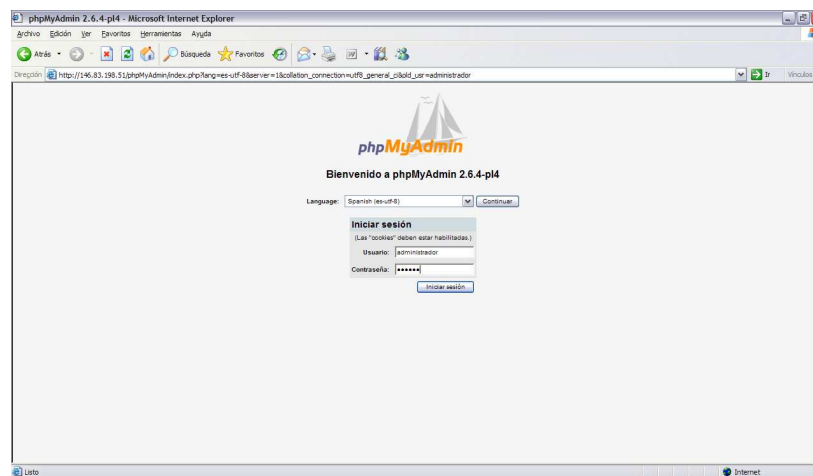 phpMyAdmin 2.6.4-pl4 - Microsoft Internet Explorer
Archivo Edición Ver Favoritos Herramientas Ayuda
Atrás Búsqueda Favoritos
Dirección http://146.83.198.51/phpMyAdmin/index.php?lang=es-utf-8&server=1&collation_connection=utf8_general_ci&old_usr=administrador Ir Vínculos
phpMyAdmin
Bienvenido a phpMyAdmin 2.6.4-pl4
Language: Spanish (es-utf-8) Continuar
Iniciar sesión
(Las "cookies" deben estar habilitadas.)
Usuario: administrador
Contraseña: ••••••
Iniciar sesión
Listo Internet